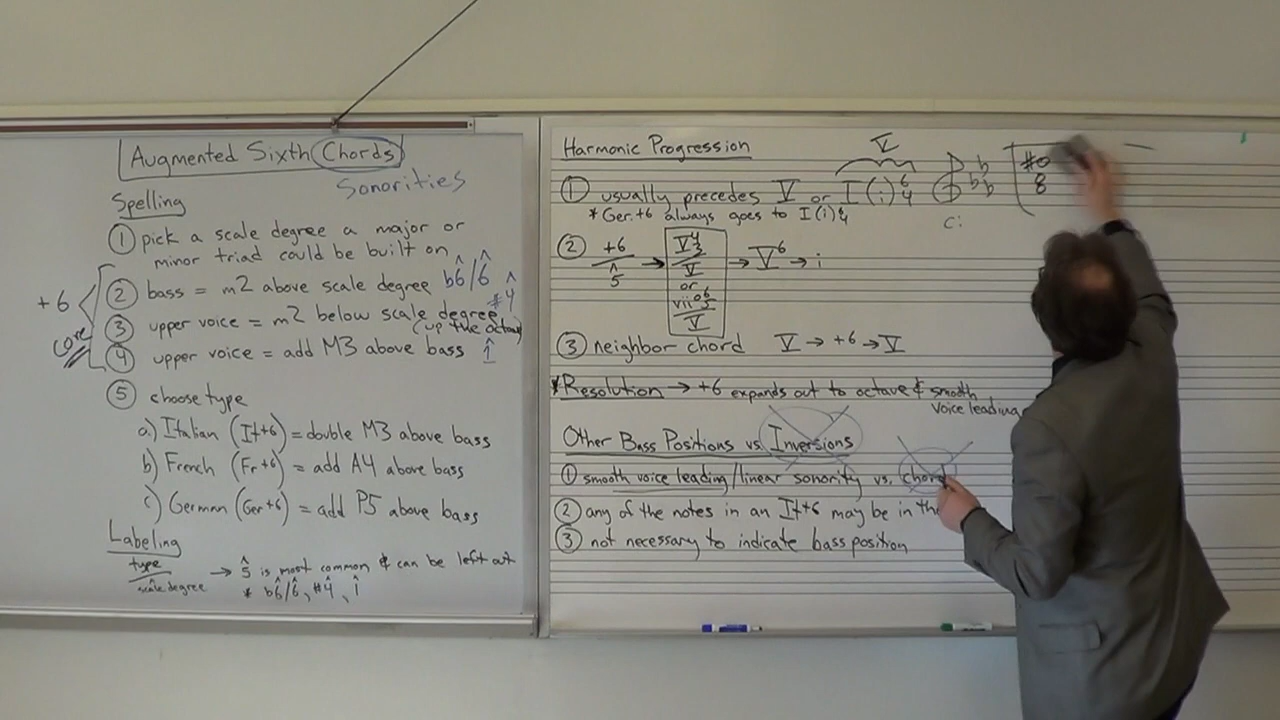 Augmented Sixth Chords
Sonorities
Spelling
① pick a scale degree a major or
minor triad could be built on
② bass = m2 above scale degree b6̂/6̂
③ upper voice = m2 below scale degree #4̂
(up the octave)
④ upper voice = add M3 above bass 1̂
+6
core
⑤ choose type
a.) Italian (It+6) = double M3 above bass
b) French (Fr+6) = add A4 above bass
c) German (Ger+6) = add P5 above bass
Labeling
type
scale degree → 5̂ is most common & can be left out
* b6̂/6̂, #4̂, 1̂
Harmonic Progression
V
① usually precedes V or I(i)6/4
* Ger.+6 always goes to I(i)6/4
c:
② +6/5̂ → V4/3/V or viio6/5/V → V6 → i
③ neighbor chord V → +6 → V
*Resolution → +6 expands out to octave & smooth
voice leading
Other Bass Positions vs. Inversions
① smooth voice leading/linear sonority vs. chord
② any of the notes in an It+6 may be in
③ not necessary to indicate bass position